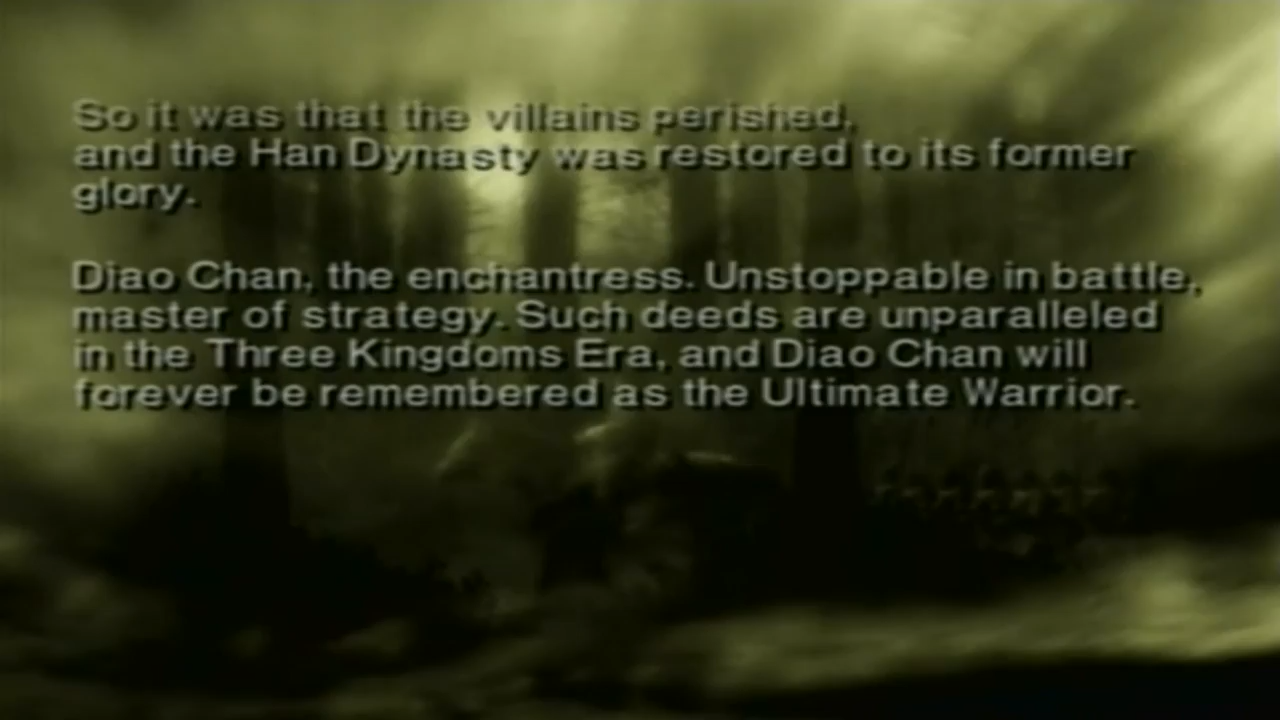 So it was that the villains perished,
and the Han Dynasty was restored to its former
glory.
Diao Chan, the enchantress. Unstoppable in battle,
master of strategy. Such deeds are unparalleled
in the Three Kingdoms Era, and Diao Chan will
forever be remembered as the Ultimate Warrior.